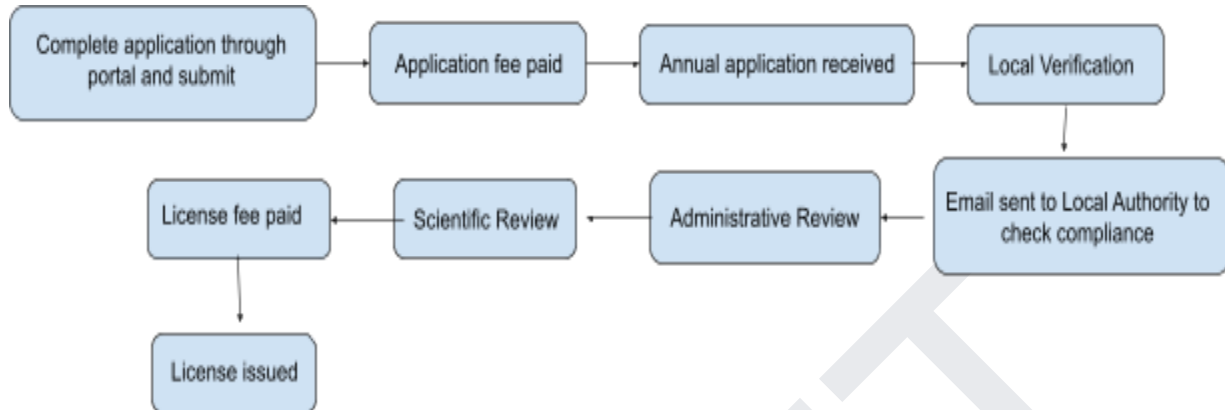 Complete application through
portal and submit
Application fee paid
Annual application received
Local Verification
Email sent to Local Authority to
check compliance
Administrative Review
Scientific Review
License fee paid
License issued